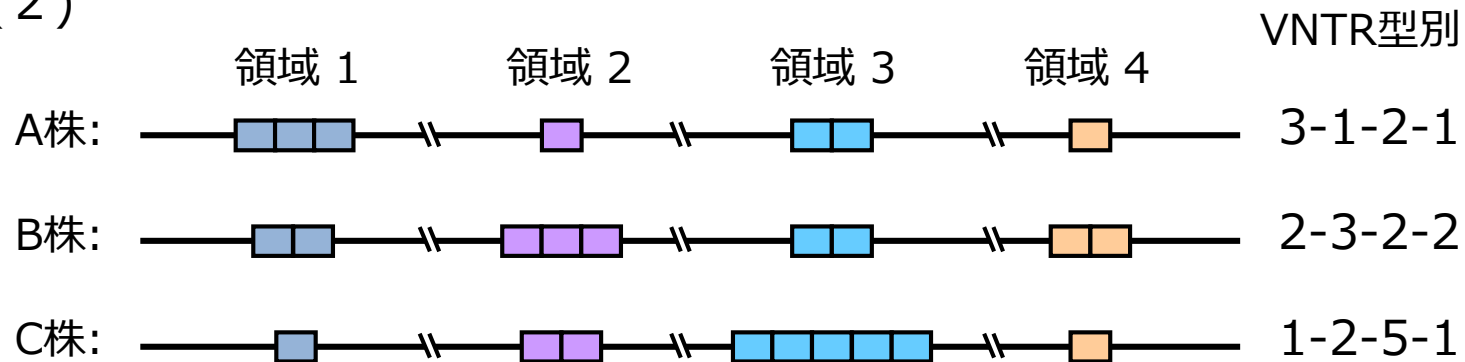 (２)
VNTR型別
領域 1 領域 2 領域 3 領域 4
A株: 3-1-2-1
B株: 2-3-2-2
C株: 1-2-5-1